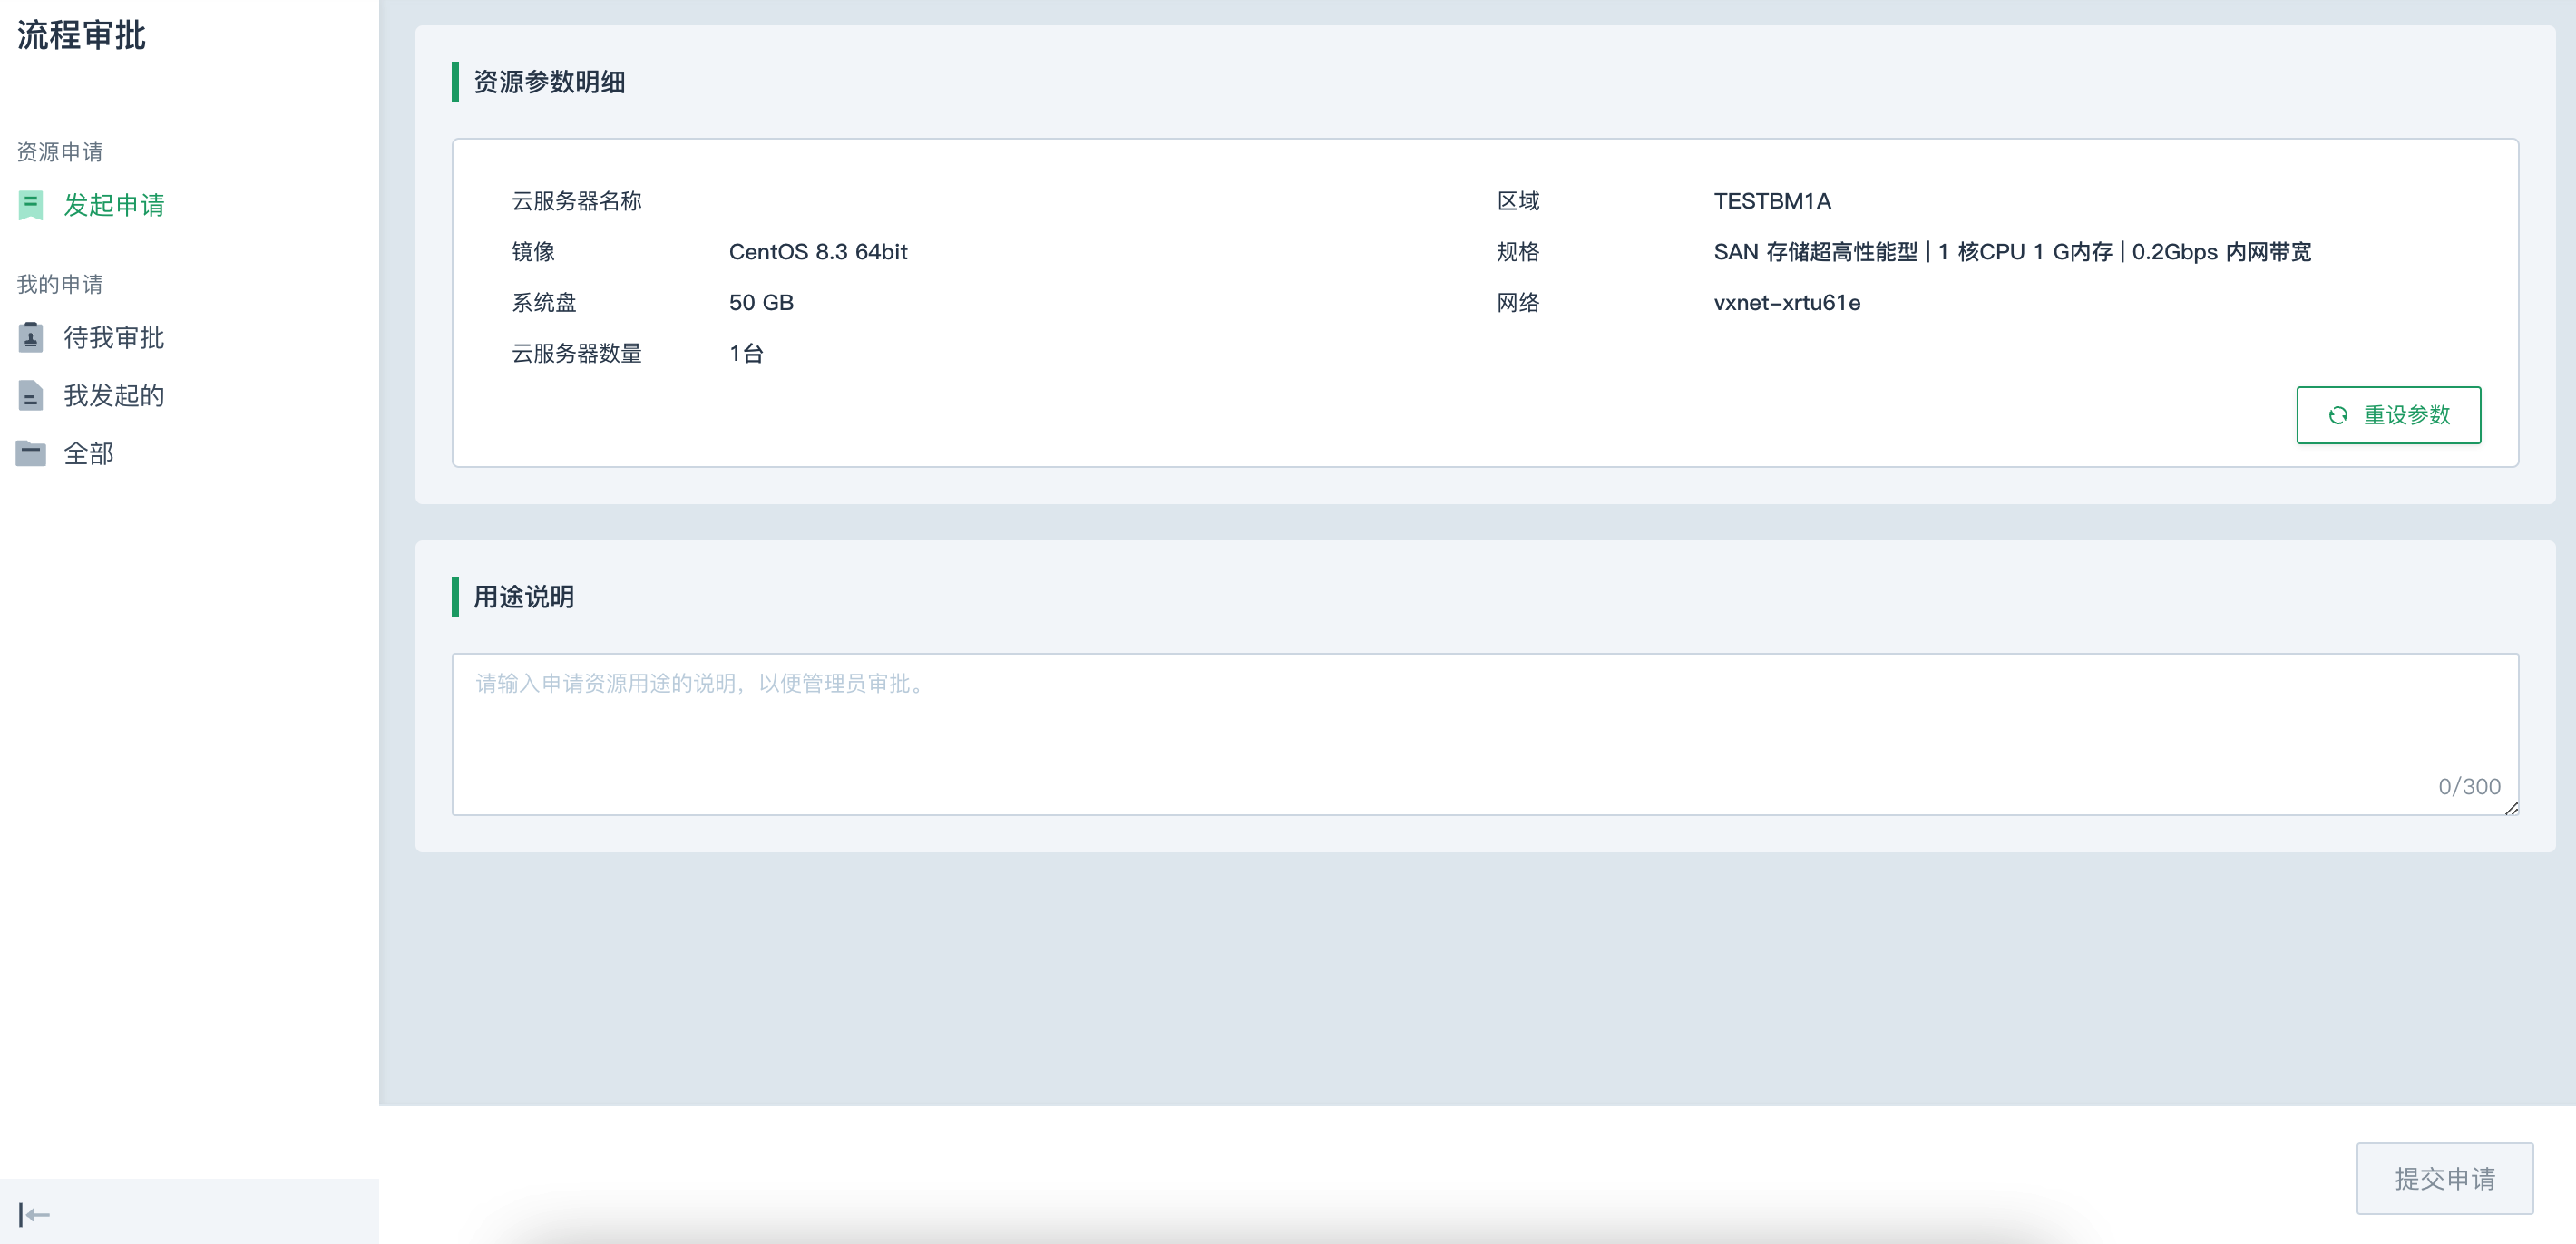 流程审批
资源申请
发起申请
我的申请
待我审批
我发起的
全部
资源参数明细
云服务器名称
区域 TESTBM1A
镜像 CentOS 8.3 64bit
规格 SAN 存储超高性能型 | 1 核CPU 1 G内存 | 0.2Gbps 内网带宽
系统盘 50 GB
网络 vxnet-xrtu61e
云服务器数量 1台
重设参数
用途说明
请输入申请资源用途的说明，以便管理员审批。
0/300
提交申请